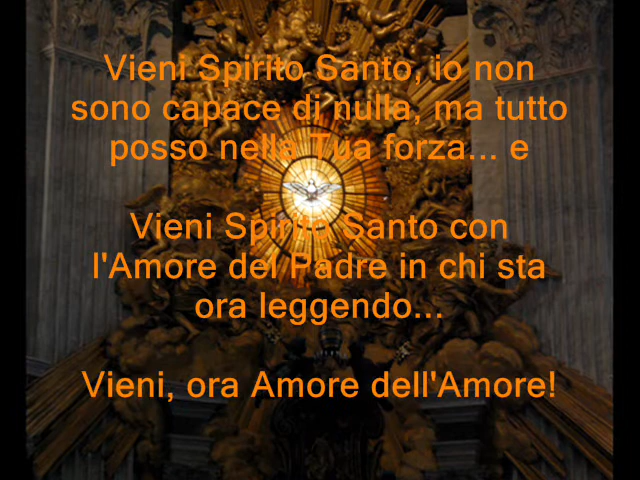 Vieni Spirito Santo, io non
sono capace di nulla, ma tutto
posso nella Tua forza... e
Vieni Spirito Santo con
l'Amore del Padre in chi sta
ora leggendo...
Vieni, ora Amore dell'Amore!